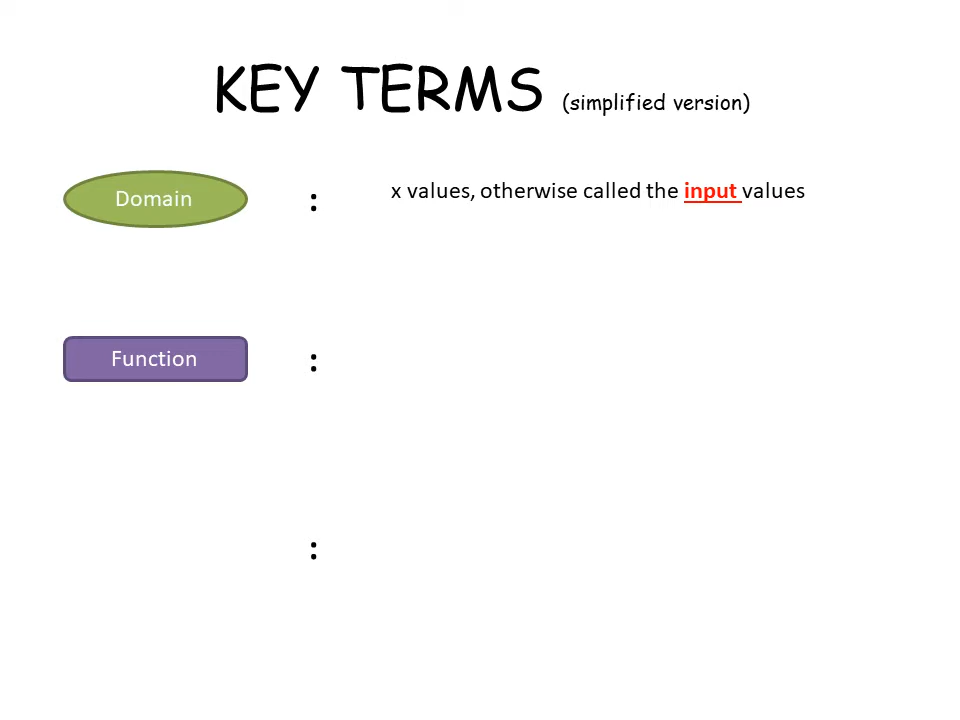 KEY TERMS (simplified version)
Domain : x values, otherwise called the input values
Function :
: